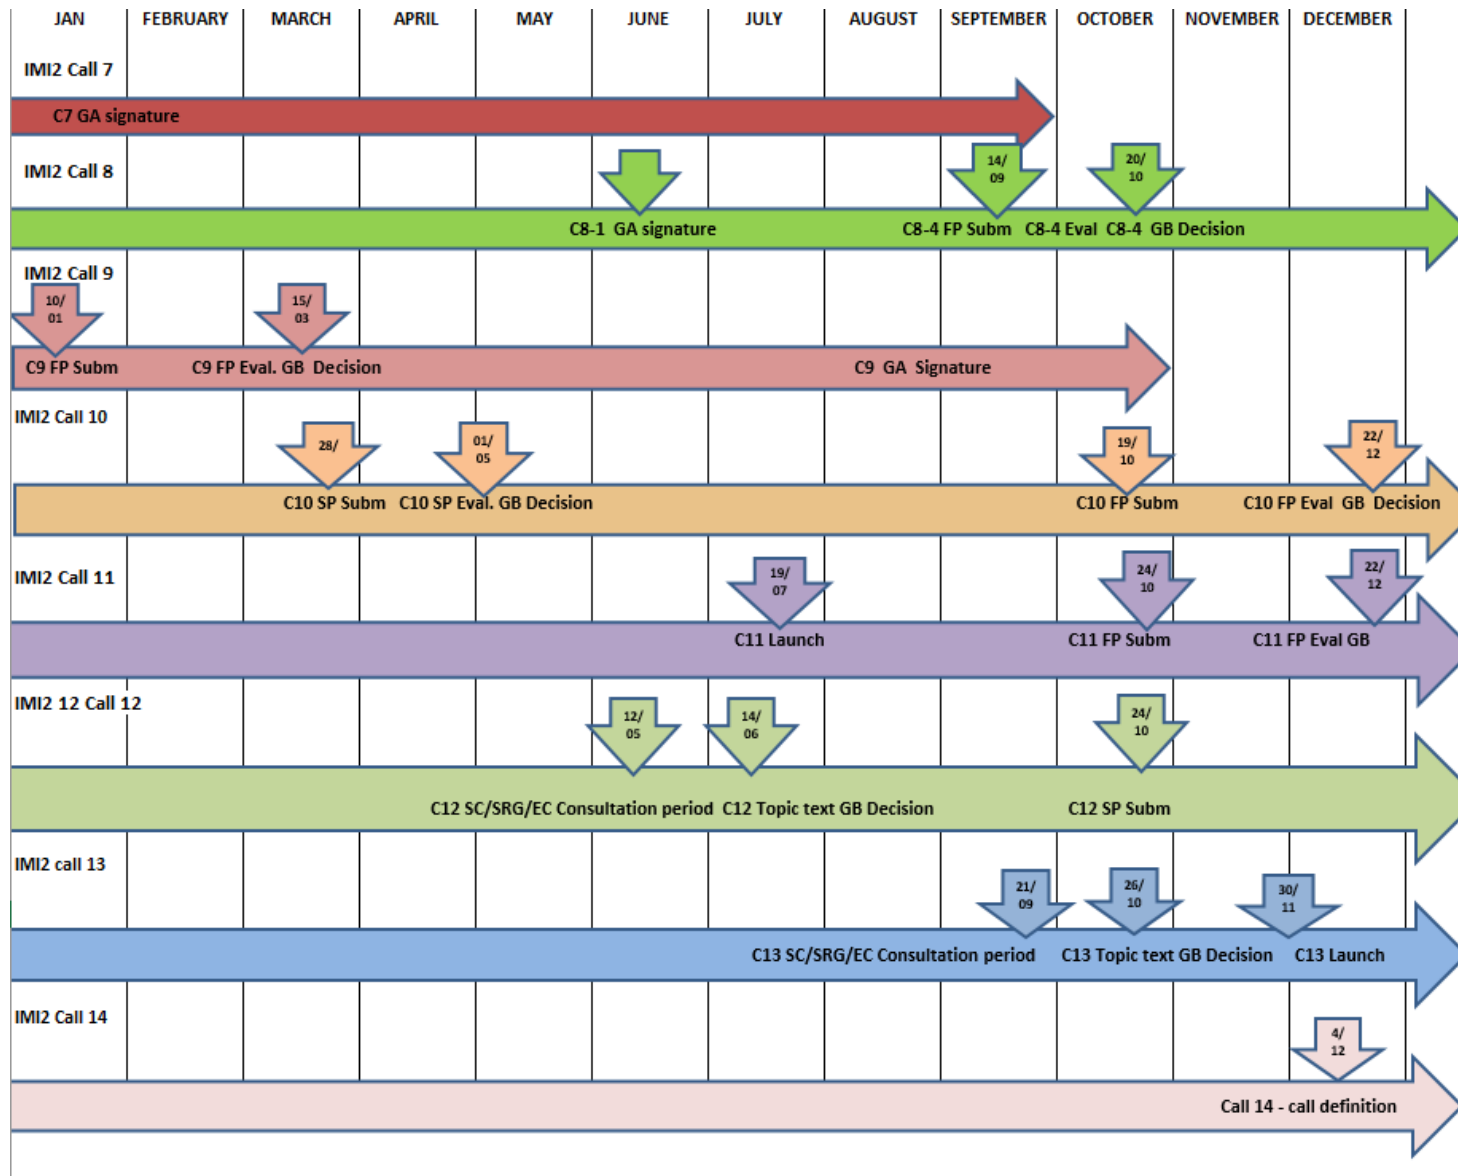 JAN FEBRUARY MARCH APRIL MAY JUNE JULY AUGUST SEPTEMBER OCTOBER NOVEMBER DECEMBER
IMI2 Call 7
C7 GA signature
IMI2 Call 8
14/
09
20/
10
C8-1 GA signature
C8-4 FP Subm
C8-4 Eval C8-4 GB Decision
IMI2 Call 9
10/
01
15/
03
C9 FP Subm
C9 FP Eval. GB Decision
C9 GA Signature
IMI2 Call 10
28/
01/
05
19/
10
22/
12
C10 SP Subm
C10 SP Eval. GB Decision
C10 FP Subm
C10 FP Eval GB Decision
IMI2 Call 11
19/
07
24/
10
22/
12
C11 Launch
C11 FP Subm
C11 FP Eval GB
IMI2 12 Call 12
12/
05
14/
06
24/
10
C12 SC/SRG/EC Consultation period
C12 Topic text GB Decision
C12 SP Subm
IMI2 call 13
21/
09
26/
10
30/
11
C13 SC/SRG/EC Consultation period
C13 Topic text GB Decision
C13 Launch
IMI2 Call 14
4/
12
Call 14 - call definition